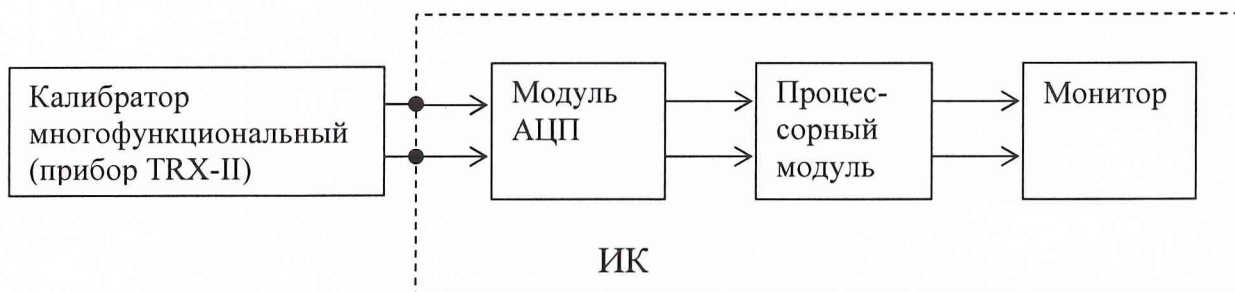 Калибратор
многофункциональный
(прибор TRX-II)
Модуль
АЦП
Процес-
сорный
модуль
Монитор
ИК